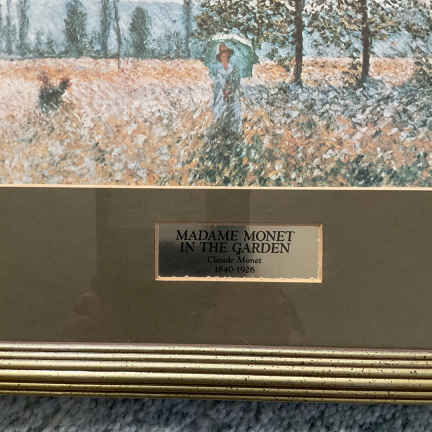 MADAME MONET
IN THE GARDEN
Claude Monet
1840-1926